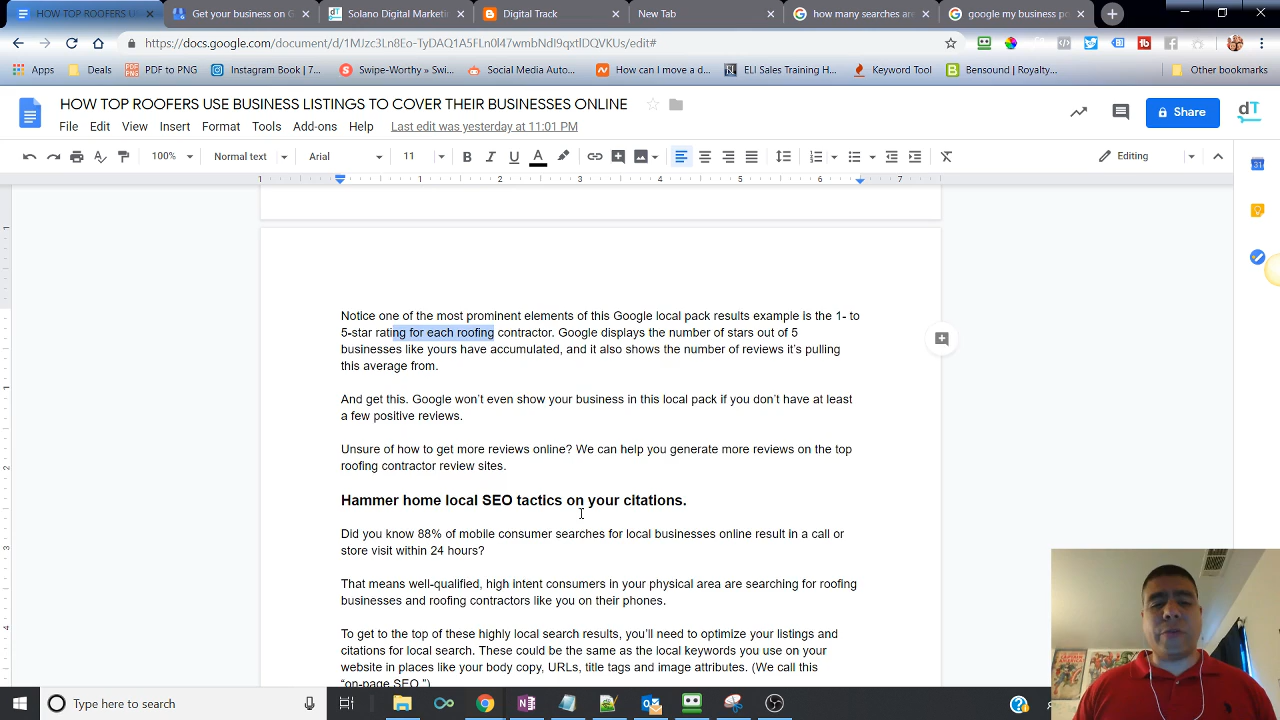 HOW TOP ROOFERS US
Get your business on G
Solano Digital Marketin
Digital Track
New Tab
how many searches are
google my business po
https://docs.google.com/document/d/1MJzc3Ln8Eo-TyDAQ1A5FLn0l47wmbNdI9qxtlDQVKUs/edit#
Apps
Deals
PDF to PNG
Instagram Book | 7...
Swipe-Worthy » Swi...
Social Media Auto...
How can I move a d...
ELI Sales Training H...
Keyword Tool
Bensound | Royalty...
Other bookmarks
HOW TOP ROOFERS USE BUSINESS LISTINGS TO COVER THEIR BUSINESSES ONLINE
File Edit View Insert Format Tools Add-ons Help Last edit was yesterday at 11:01 PM
Share
dT
100% Normal text Arial 11 B I U A Editing
1 1 2 3 4 5 6 7
Notice one of the most prominent elements of this Google local pack results example is the 1- to
5-star rating for each roofing contractor. Google displays the number of stars out of 5
businesses like yours have accumulated, and it also shows the number of reviews it's pulling
this average from.
And get this. Google won't even show your business in this local pack if you don't have at least
a few positive reviews.
Unsure of how to get more reviews online? We can help you generate more reviews on the top
roofing contractor review sites.
Hammer home local SEO tactics on your citations.
Did you know 88% of mobile consumer searches for local businesses online result in a call or
store visit within 24 hours?
That means well-qualified, high intent consumers in your physical area are searching for roofing
businesses and roofing contractors like you on their phones.
To get to the top of these highly local search results, you'll need to optimize your listings and
citations for local search. These could be the same as the local keywords you use on your
website in places like your body copy, URLs, title tags and image attributes. (We call this
"on-page SEO.")
Type here to search